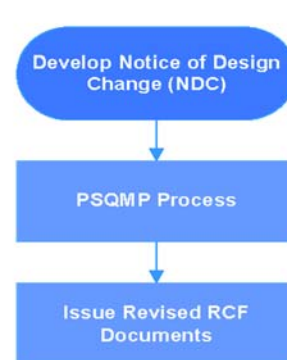 Develop Notice of Design
Change (NDC)
PSQMP Process
Issue Revised RCF
Documents